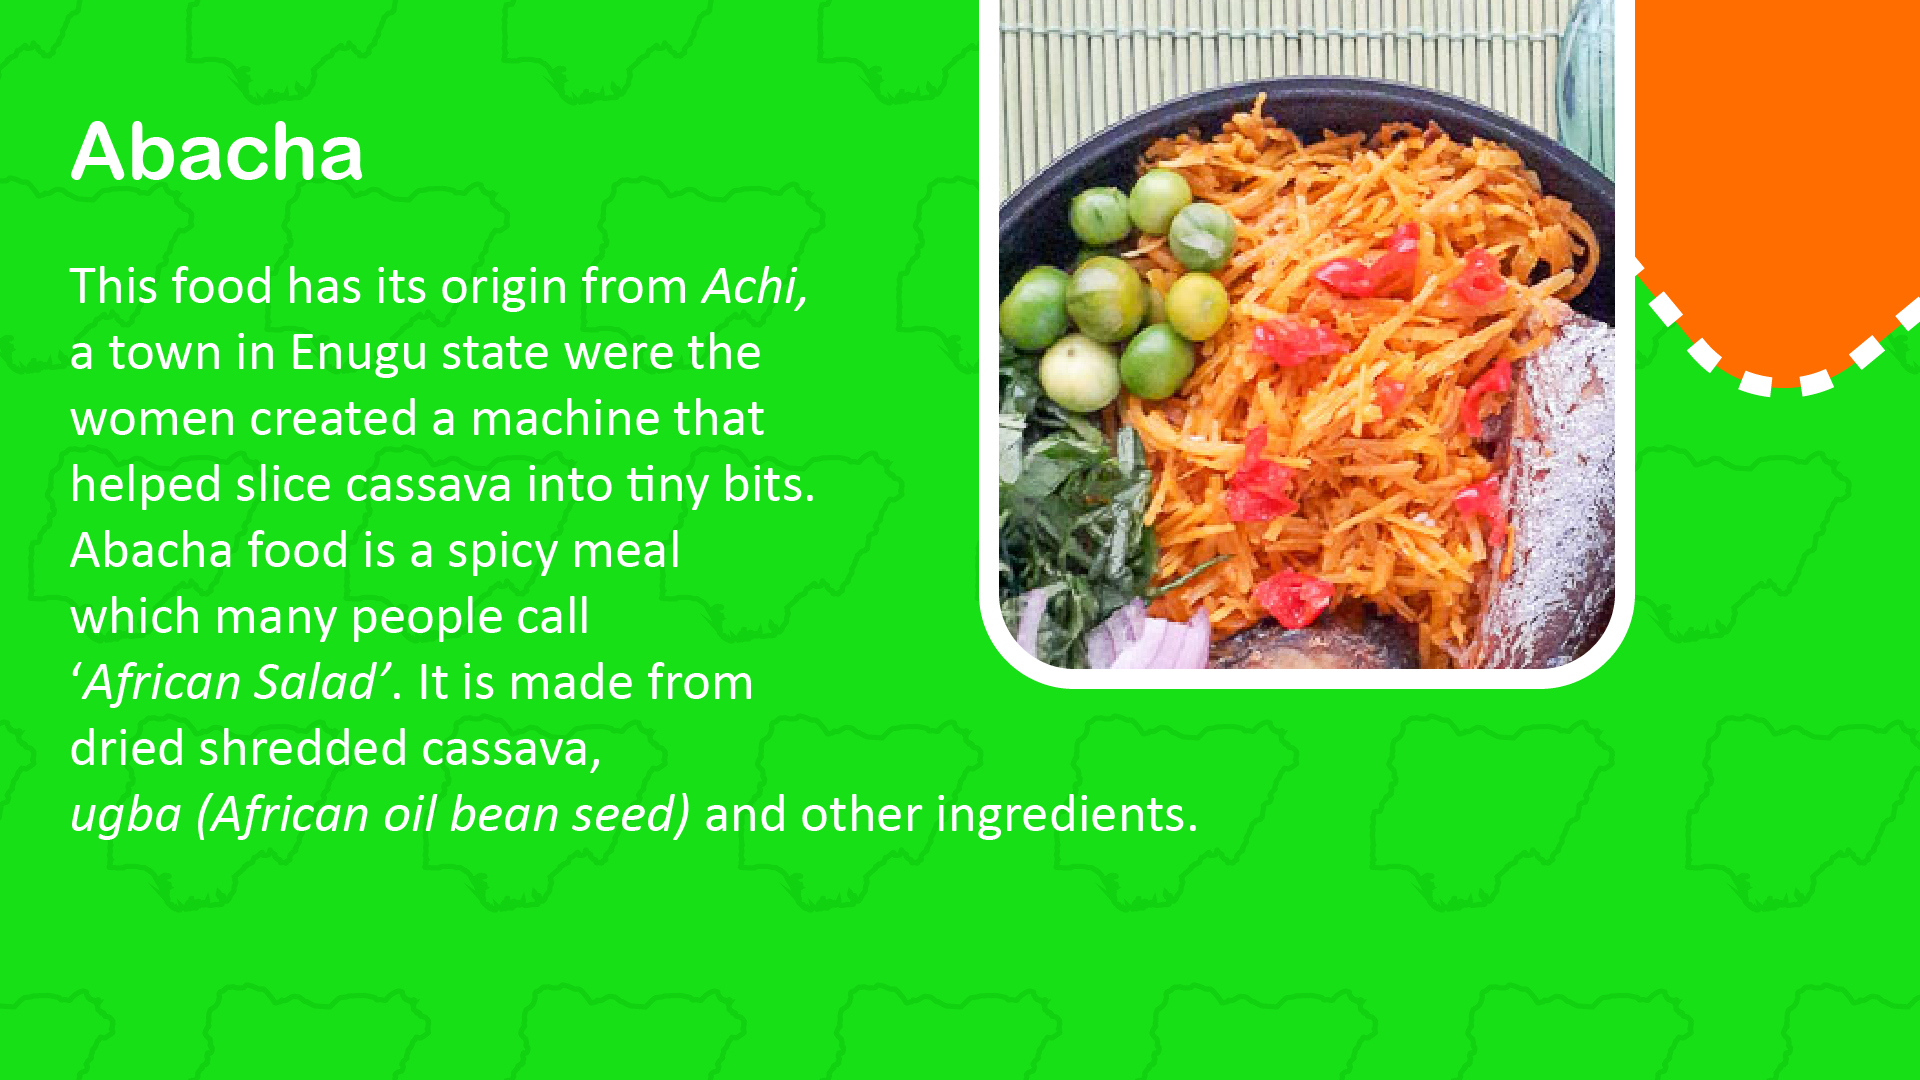 Abacha
This food has its origin from Achi,
a town in Enugu state were the
women created a machine that
helped slice cassava into tiny bits.
Abacha food is a spicy meal
which many people call
‘African Salad’. It is made from
dried shredded cassava,
ugba (African oil bean seed) and other ingredients.